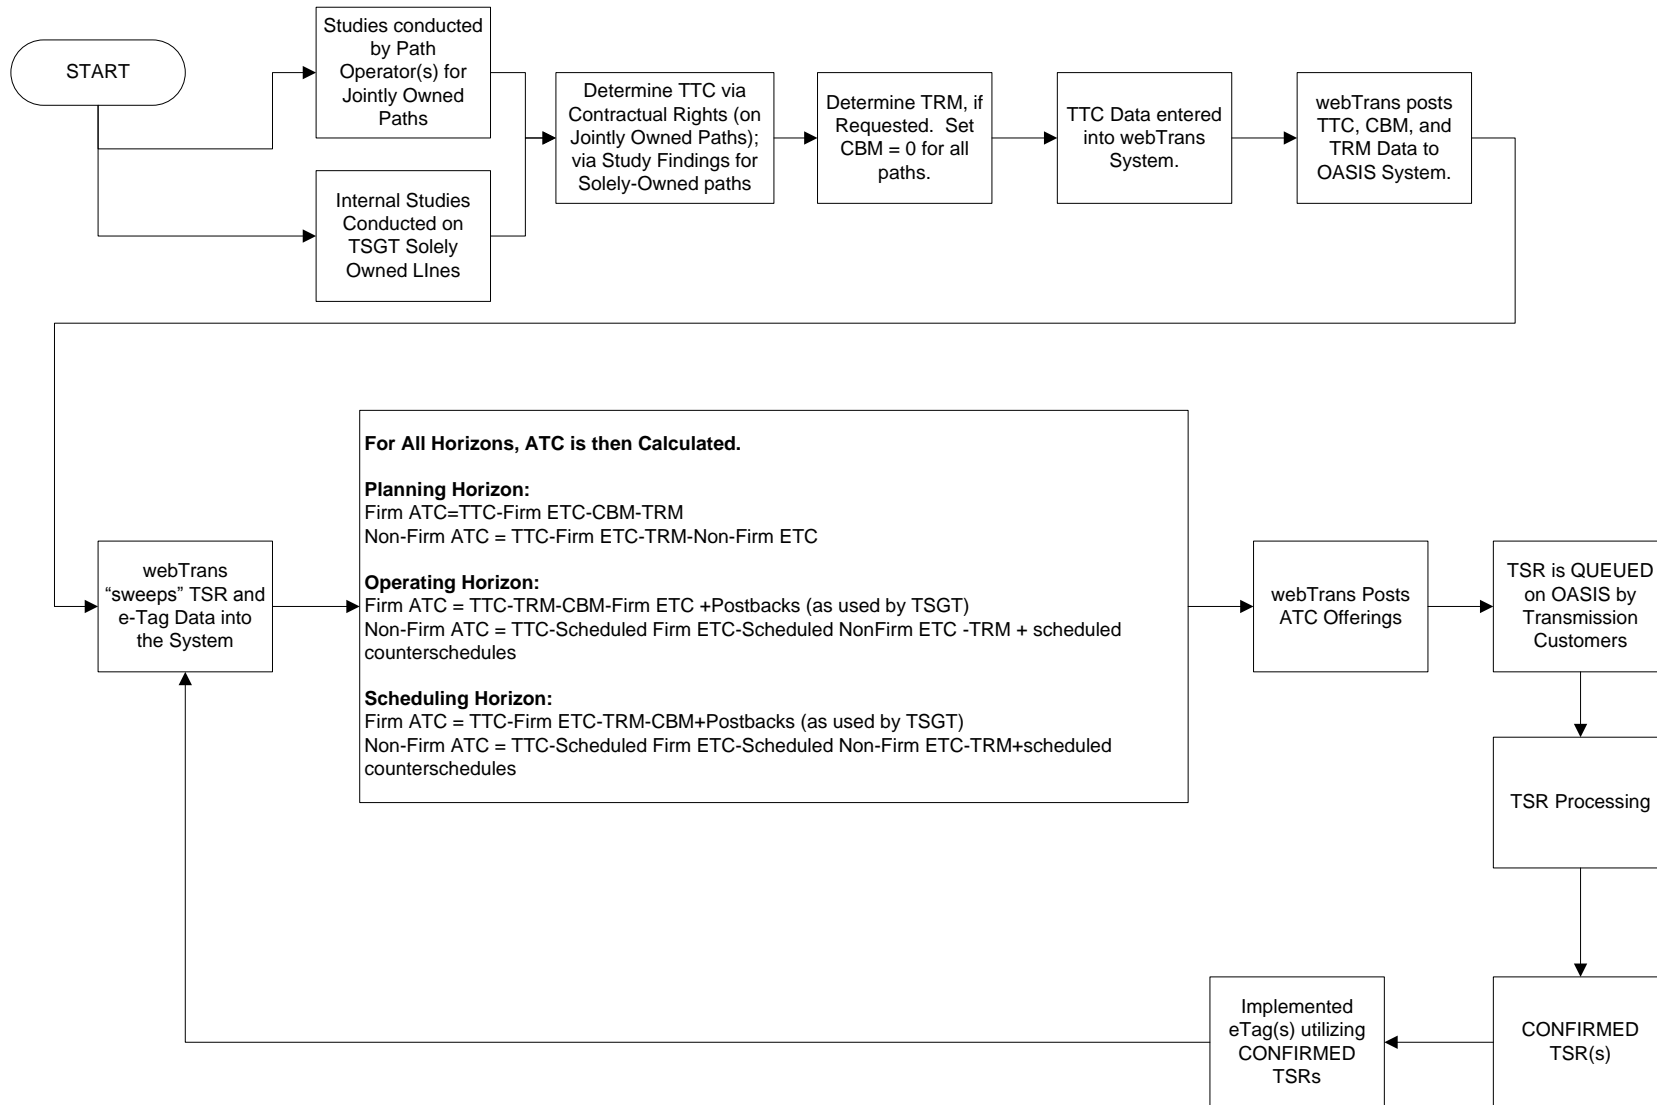 START
Studies conducted
by Path
Operator(s) for
Jointly Owned
Paths
Internal Studies
Conducted on
TSGT Solely
Owned LInes
Determine TTC via
Contractual Rights (on
Jointly Owned Paths);
via Study Findings for
Solely-Owned paths
Determine TRM, if
Requested.  Set
CBM = 0 for all
paths.
TTC Data entered
into webTrans
System.
webTrans posts
TTC, CBM, and
TRM Data to
OASIS System.
webTrans
“sweeps” TSR and
e-Tag Data into
the System
For All Horizons, ATC is then Calculated.
Planning Horizon:
Firm ATC=TTC-Firm ETC-CBM-TRM
Non-Firm ATC = TTC-Firm ETC-TRM-Non-Firm ETC
Operating Horizon:
Firm ATC = TTC-TRM-CBM-Firm ETC +Postbacks (as used by TSGT)
Non-Firm ATC = TTC-Scheduled Firm ETC-Scheduled NonFirm ETC -TRM + scheduled
counterschedules
Scheduling Horizon:
Firm ATC = TTC-Firm ETC-TRM-CBM+Postbacks (as used by TSGT)
Non-Firm ATC = TTC-Scheduled Firm ETC-Scheduled Non-Firm ETC-TRM+scheduled
counterschedules
webTrans Posts
ATC Offerings
TSR is QUEUED
on OASIS by
Transmission
Customers
TSR Processing
CONFIRMED
TSR(s)
Implemented
eTag(s) utilizing
CONFIRMED
TSRs